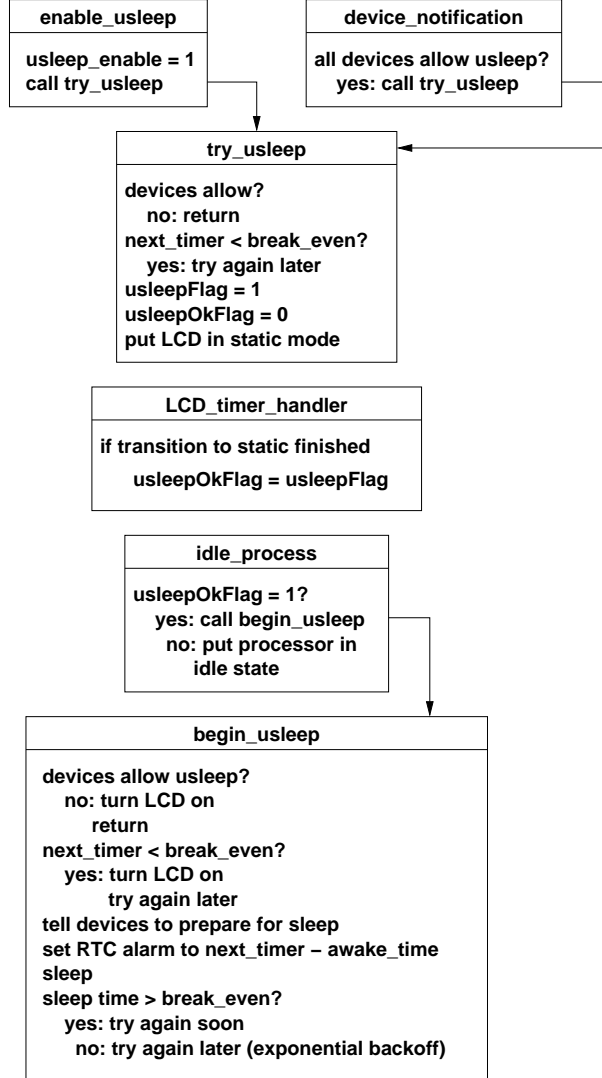 enable_usleep
usleep_enable = 1
call try_usleep
device_notification
all devices allow usleep?
yes: call try_usleep
try_usleep
devices allow?
no: return
next_timer < break_even?
yes: try again later
usleepFlag = 1
usleepOkFlag = 0
put LCD in static mode
LCD_timer_handler
if transition to static finished
usleepOkFlag = usleepFlag
idle_process
usleepOkFlag = 1?
yes: call begin_usleep
no: put processor in
idle state
begin_usleep
devices allow usleep?
no: turn LCD on
return
next_timer < break_even?
yes: turn LCD on
try again later
tell devices to prepare for sleep
set RTC alarm to next_timer − awake_time
sleep
sleep time > break_even?
yes: try again soon
no: try again later (exponential backoff)